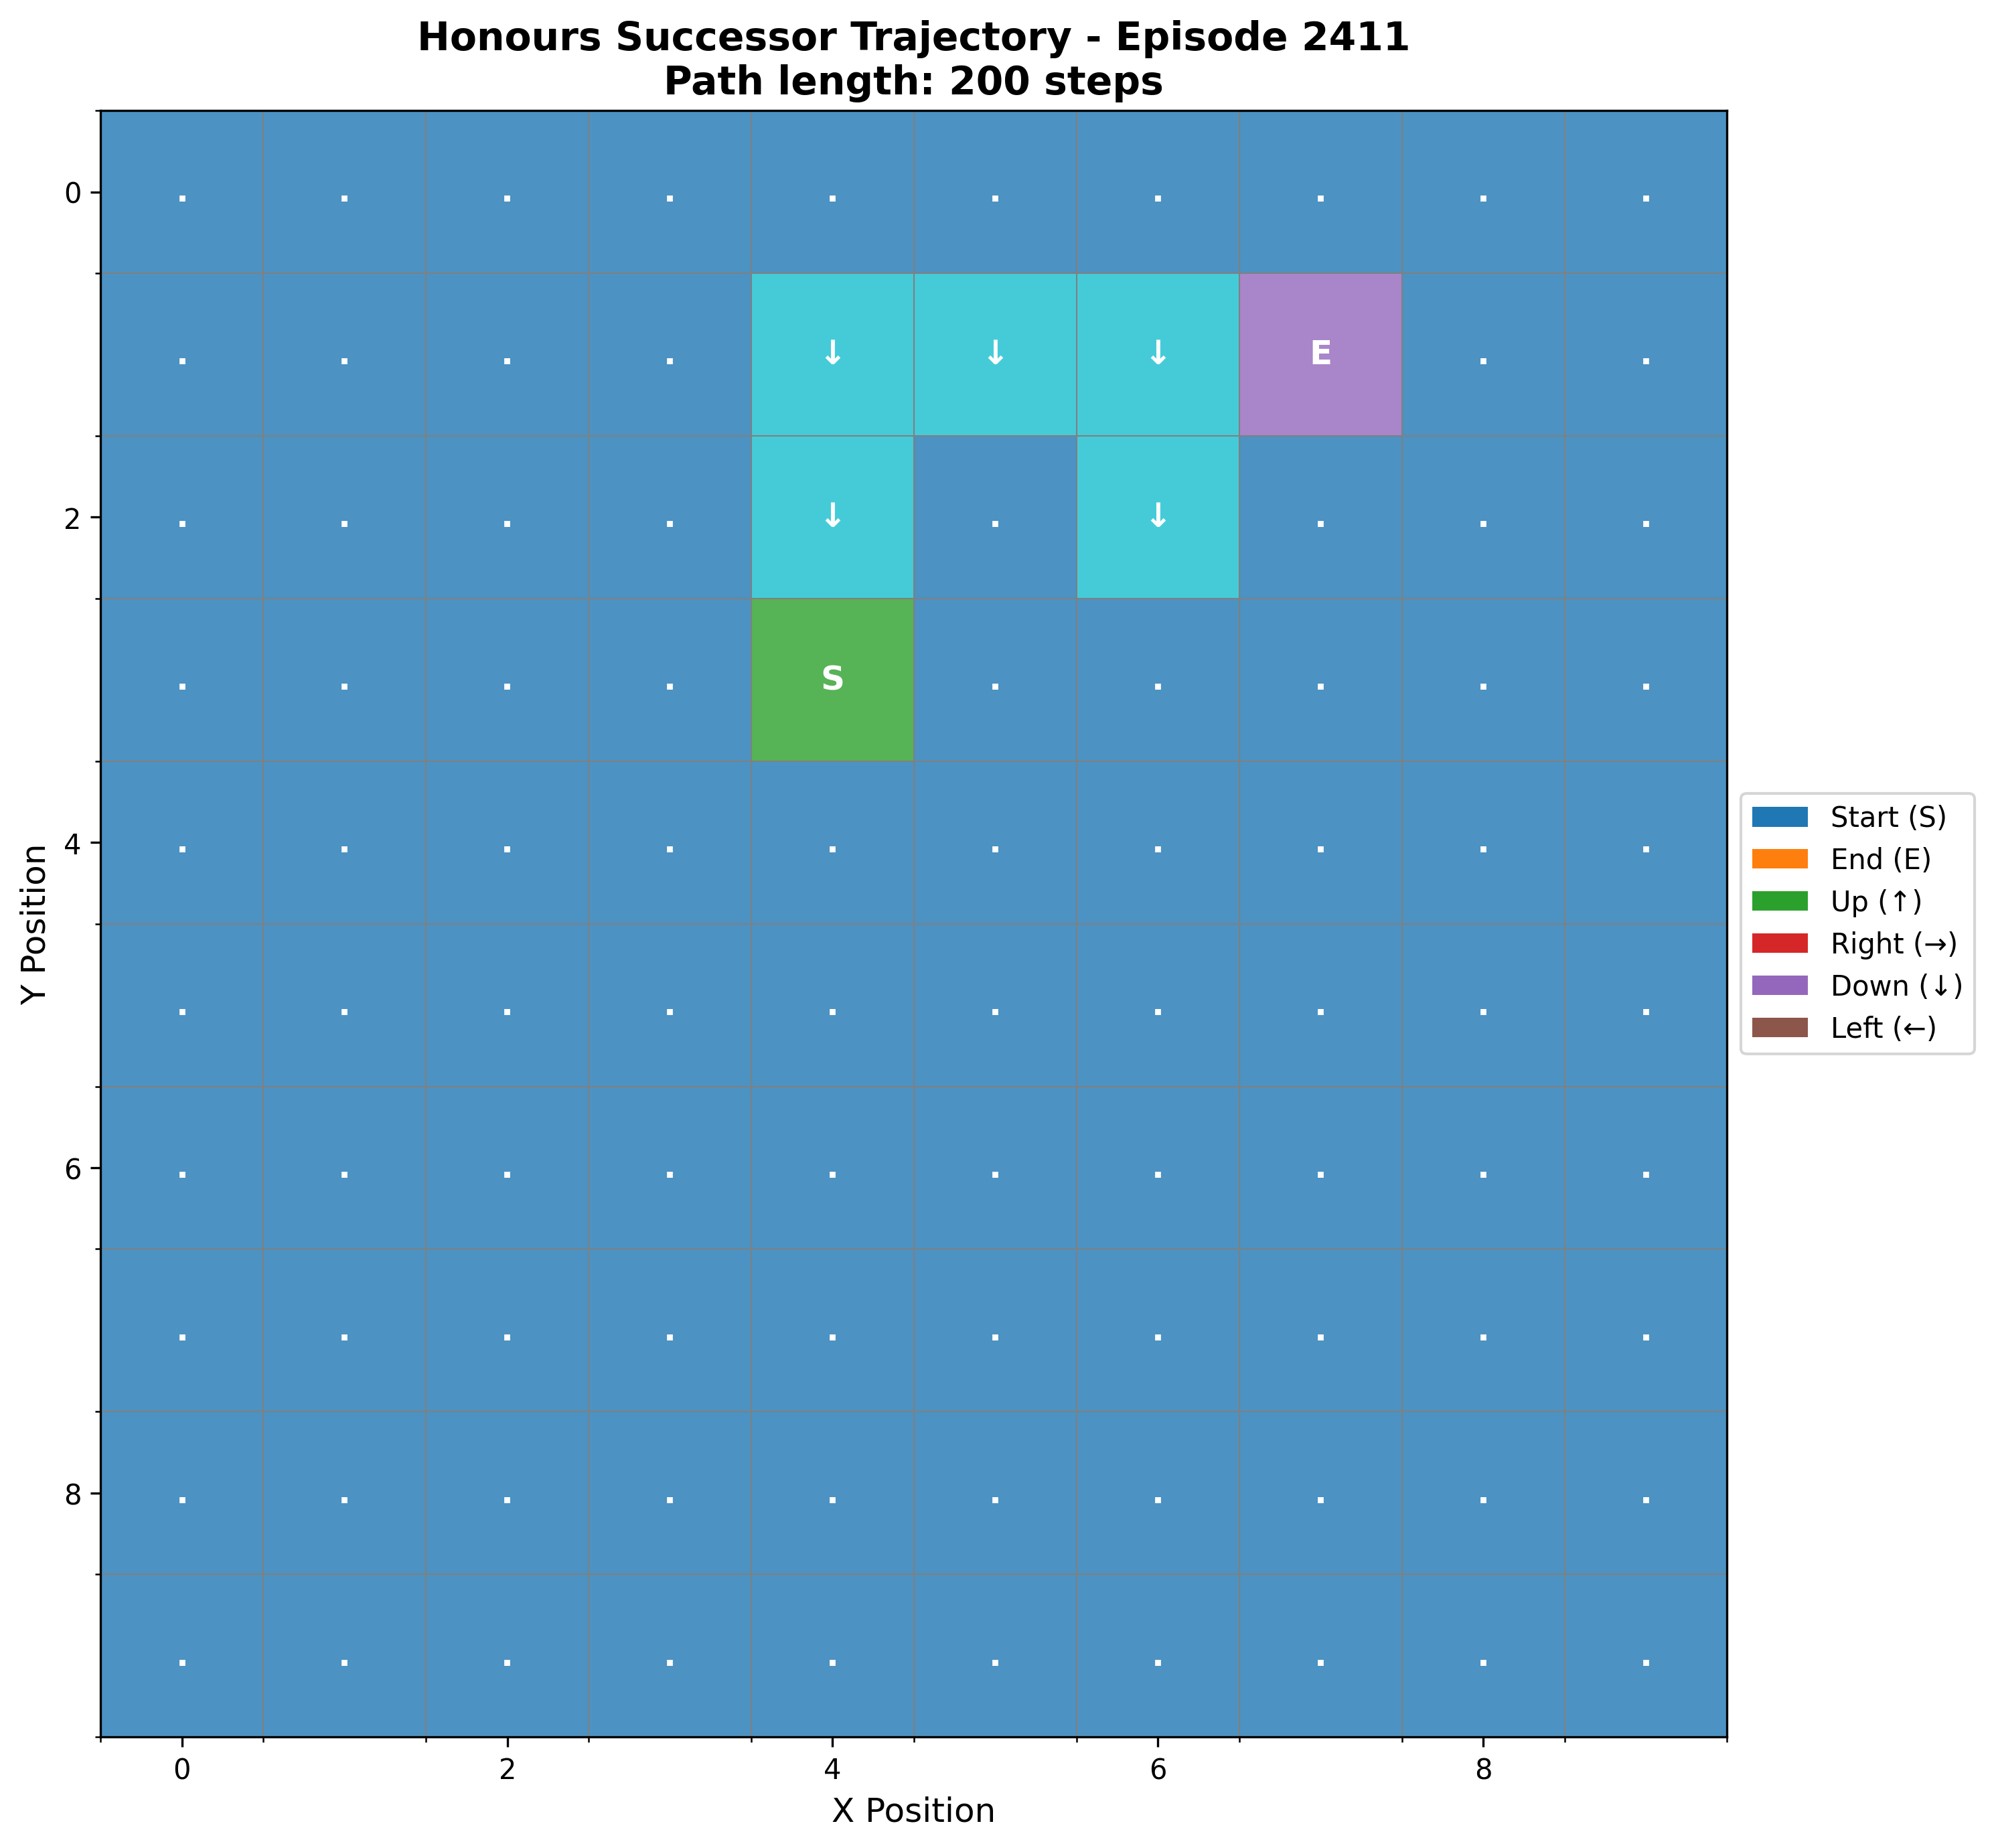 Honours Successor Trajectory - Episode 2411
Path length: 200 steps
0
. . . . . . . . . .
. . . . ↓ ↓ ↓ E . .
2
. . . . ↓ . ↓ . . .
. . . . S . . . . .
4
. . . . . . . . . .
. . . . . . . . . .
6
. . . . . . . . . .
. . . . . . . . . .
8
. . . . . . . . . .
. . . . . . . . . .
0 2 4 6 8
X Position
Y Position
Start (S)
End (E)
Up (↑)
Right (→)
Down (↓)
Left (←)